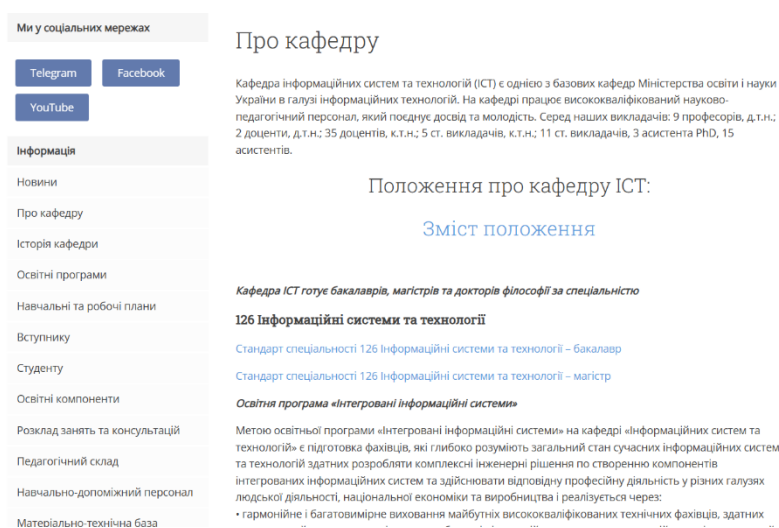 Ми у соціальних мережах
Telegram
Facebook
YouTube
Інформація
Новини
Про кафедру
Історія кафедри
Освітні програми
Навчальні та робочі плани
Вступнику
Студенту
Освітні компоненти
Розклад занять та консультацій
Педагогічний склад
Навчально-допоміжний персонал
Матеріально-технічна база
Про кафедру
Кафедра інформаційних систем та технологій (ІСТ) є однією з базових кафедр Міністерства освіти і науки
України в галузі інформаційних технологій. На кафедрі працює висококваліфікований науково-
педагогічний персонал, який поєднує досвід та молодість. Серед наших викладачів: 9 професорів, д.т.н.;
2 доценти, д.т.н.; 35 доцентів, к.т.н.; 5 ст. викладачів, к.т.н.; 11 ст. викладачів, 3 асистента PhD, 15
асистентів.
Положення про кафедру ІСТ:
Зміст положення
Кафедра ІСТ готує бакалаврів, магістрів та докторів філософії за спеціальністю
126 Інформаційні системи та технології
Стандарт спеціальності 126 Інформаційні системи та технології – бакалавр
Стандарт спеціальності 126 Інформаційні системи та технології – магістр
Освітня програма «Інтегровані інформаційні системи»
Метою освітньої програми «Інтегровані інформаційні системи» на кафедрі «Інформаційних систем та
технологій» є підготовка фахівців, які глибоко розуміють загальний стан сучасних інформаційних систем
та технологій здатних розробляти комплексні інженерні рішення по створенню компонентів
інтегрованих інформаційних систем та здійснювати відповідну професійну діяльність у різних галузях
людської діяльності, національної економіки та виробництва і реалізується через:
• гармонійне і багатовимірне виховання майбутніх висококваліфікованих технічних фахівців, здатних